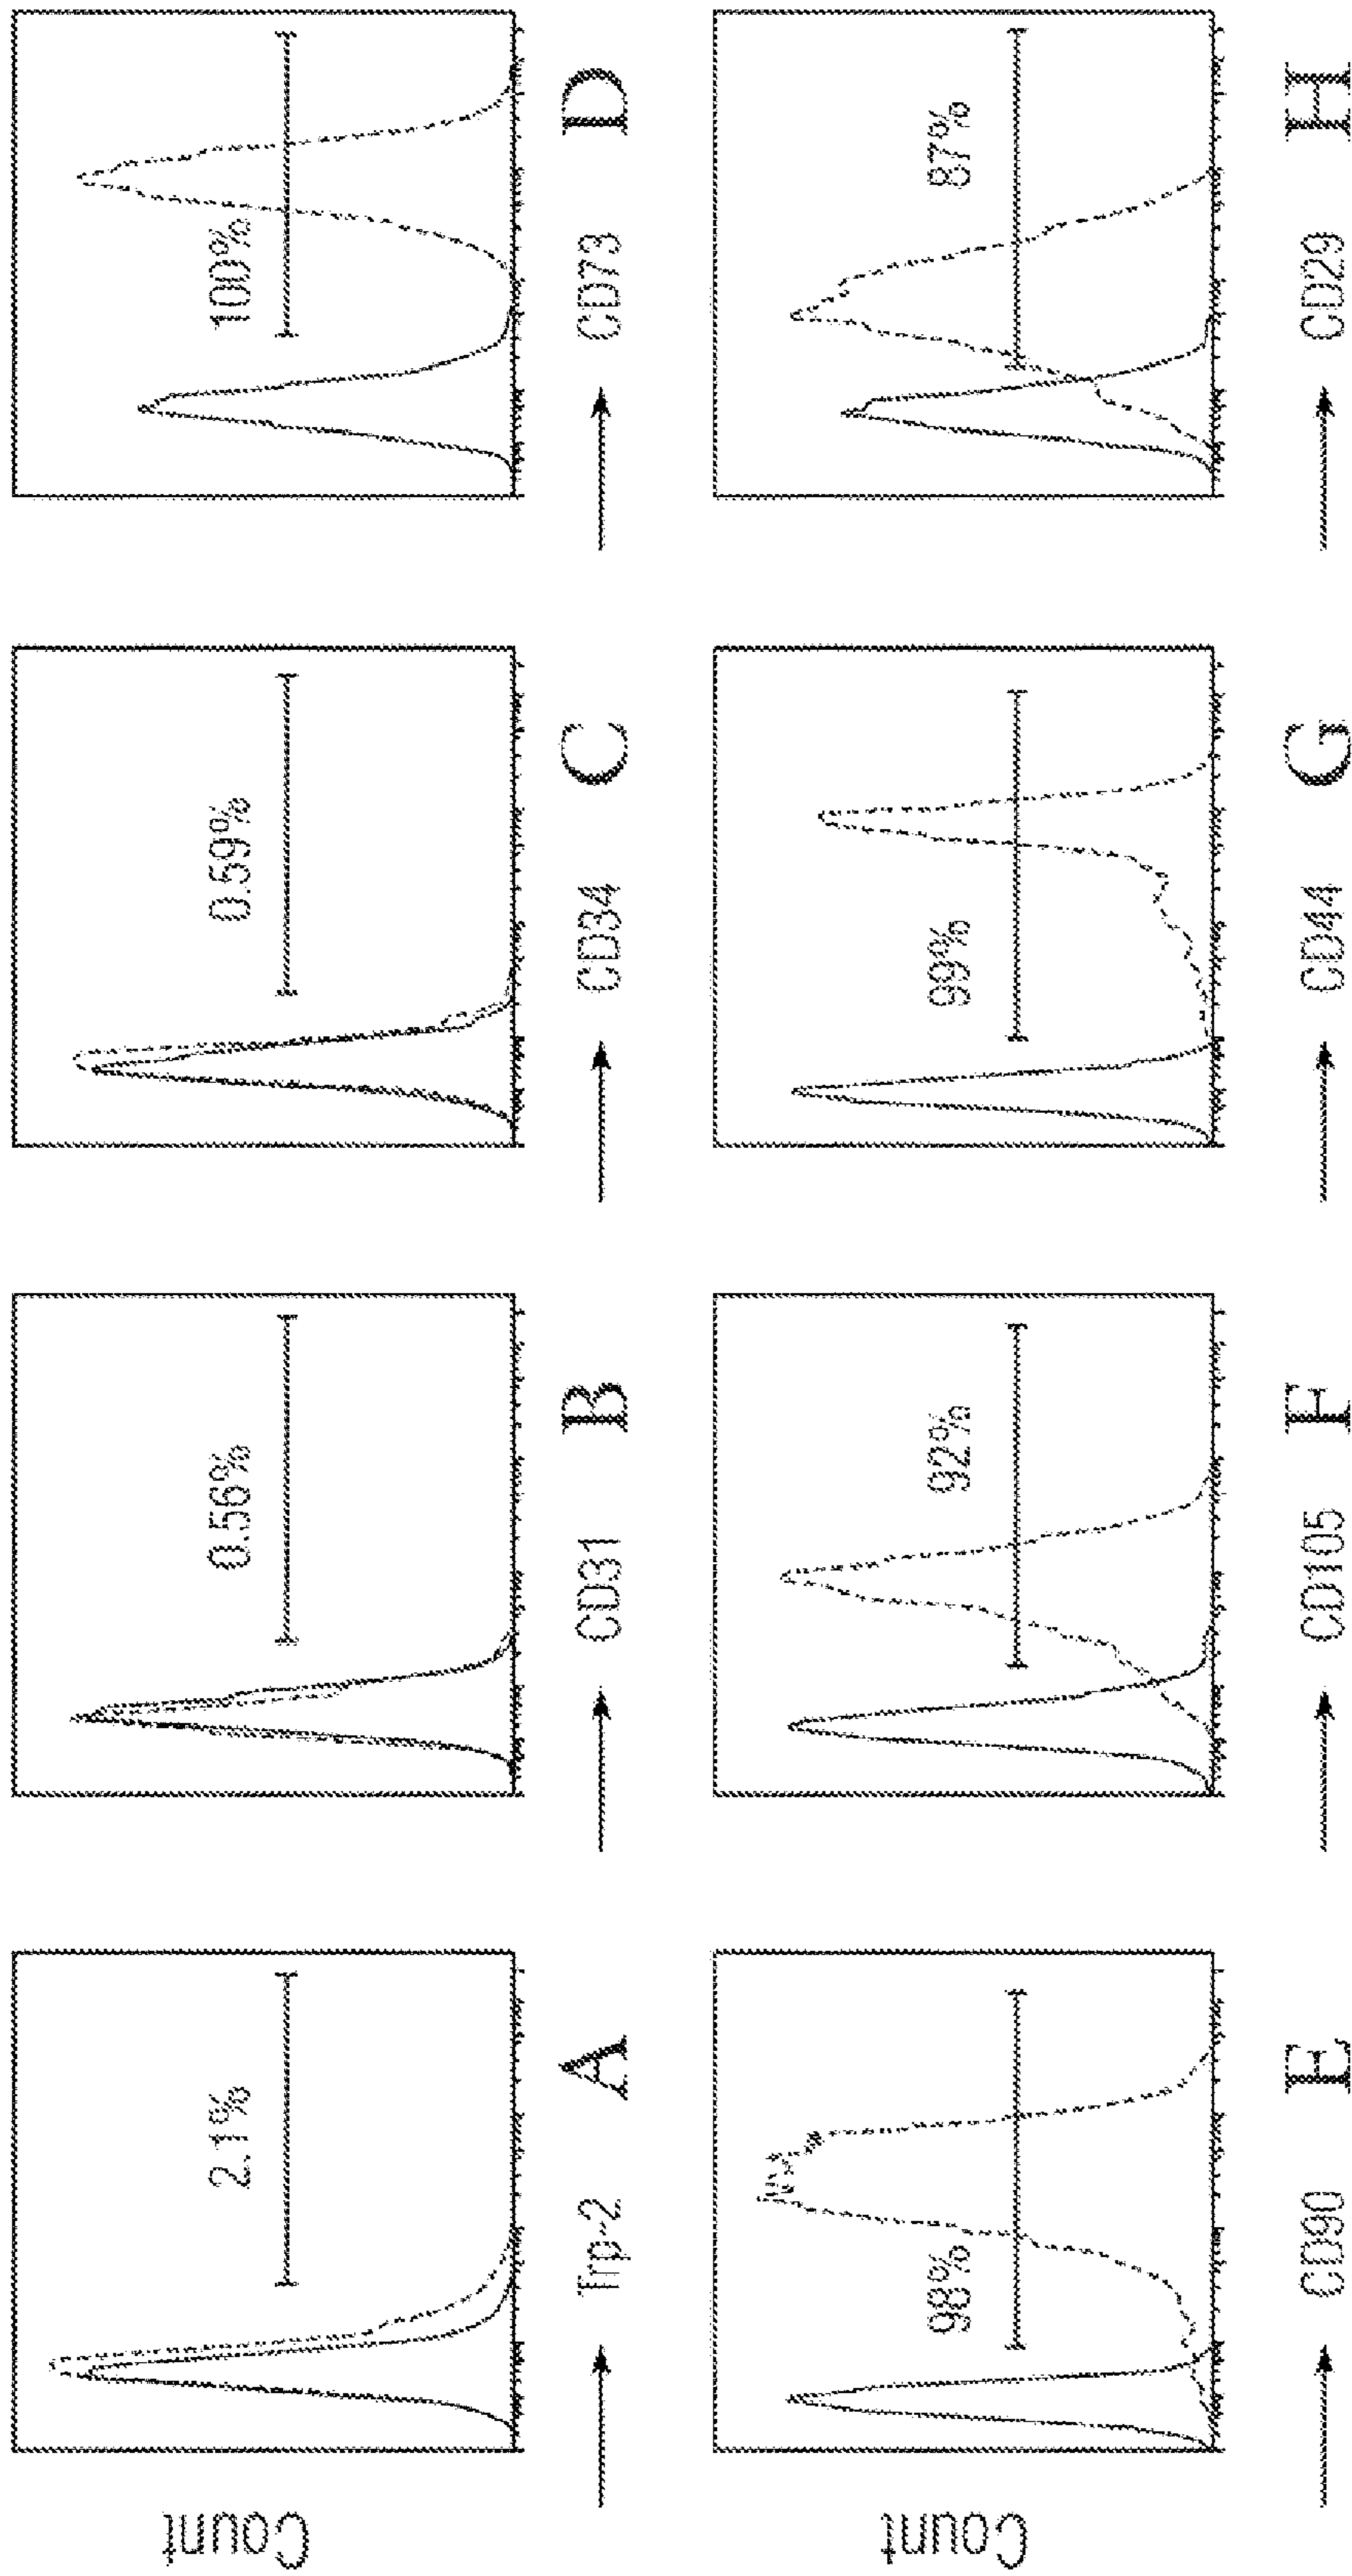 Count
2.1%
0.56%
0.59%
100%
Trp-2 A
CD31 B
CD34 C
CD73 D
Count
98%
92%
99%
87%
CD90 E
CD105 F
CD44 G
CD29 H